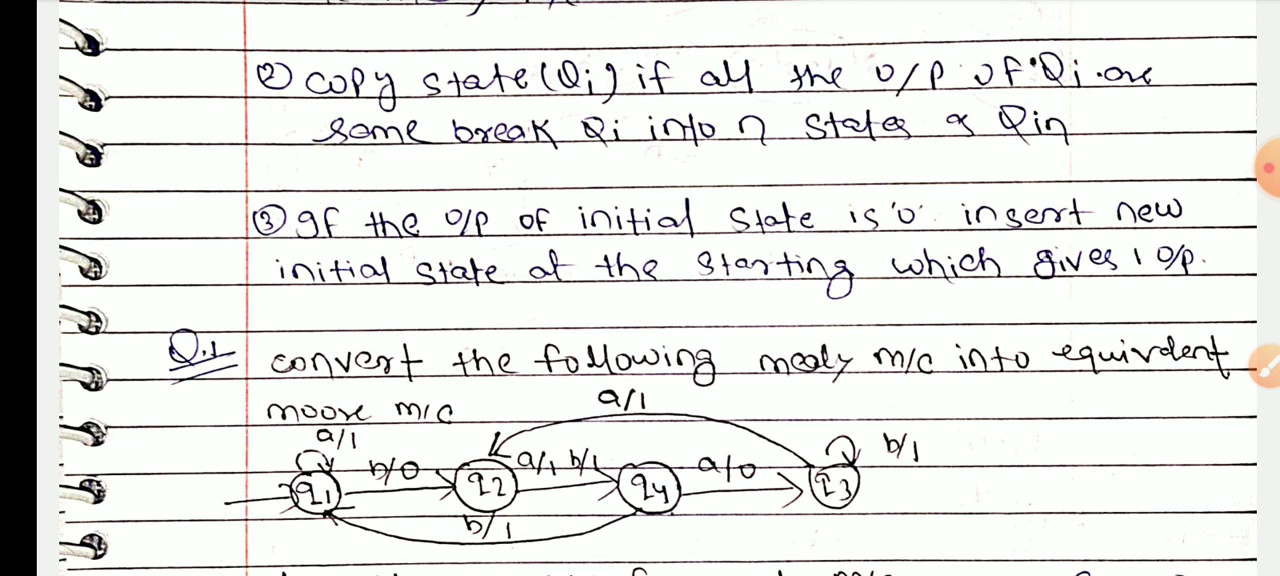 ② copy state (Qi) if all the o/p of Qi are
same break Qi into n states as Qin
③ If the o/p of initial state is '0' insert new
initial state at the starting which gives 1 o/p.
Q.1 convert the following mealy m/c into equivdent
moore m/c
a/1
a/1 b/0 a/1 b/1 a/0 b/1
q1 q2 q4 q3
b/1